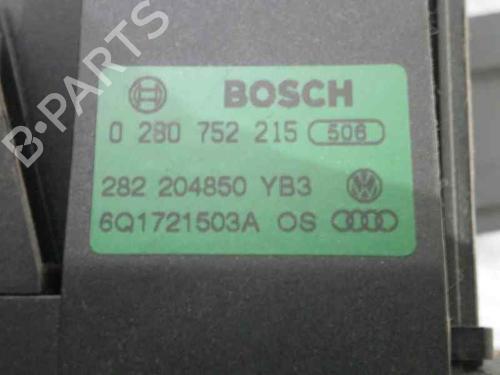 BOSCH
0 280 752 215 506
282 204850 YB3
6Q1721503A OS
B-PARTS